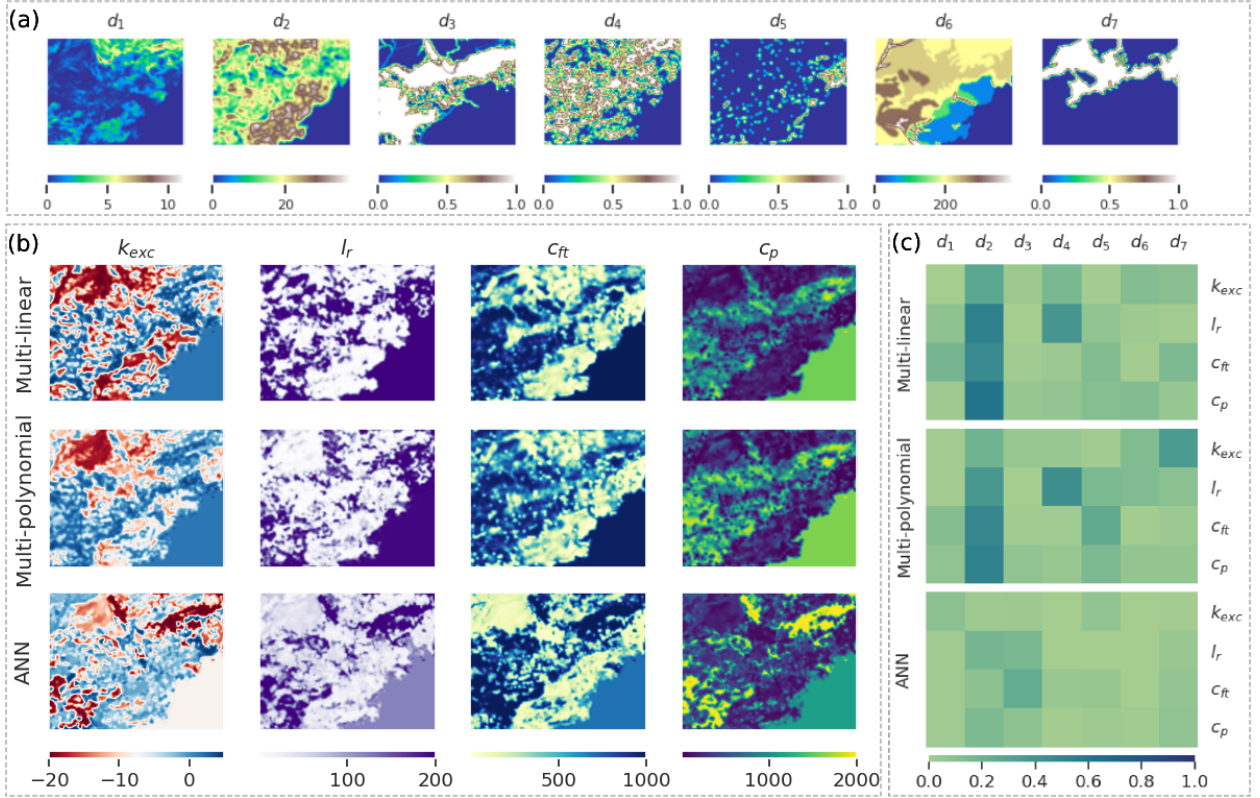 (a)
d1 d2 d3 d4 d5 d6 d7
0 5 10 0 20 0.0 0.5 1.0 0.0 0.5 1.0 0.0 0.5 1.0 0 200 0.0 0.5 1.0
(b)
kexc lr cft cp
Multi-linear
Multi-polynomial
ANN
−20 −10 0 100 200 500 1000 1000 2000
(c)
d1 d2 d3 d4 d5 d6 d7
Multi-linear
kexc
lr
cft
cp
Multi-polynomial
kexc
lr
cft
cp
ANN
kexc
lr
cft
cp
0.0 0.2 0.4 0.6 0.8 1.0